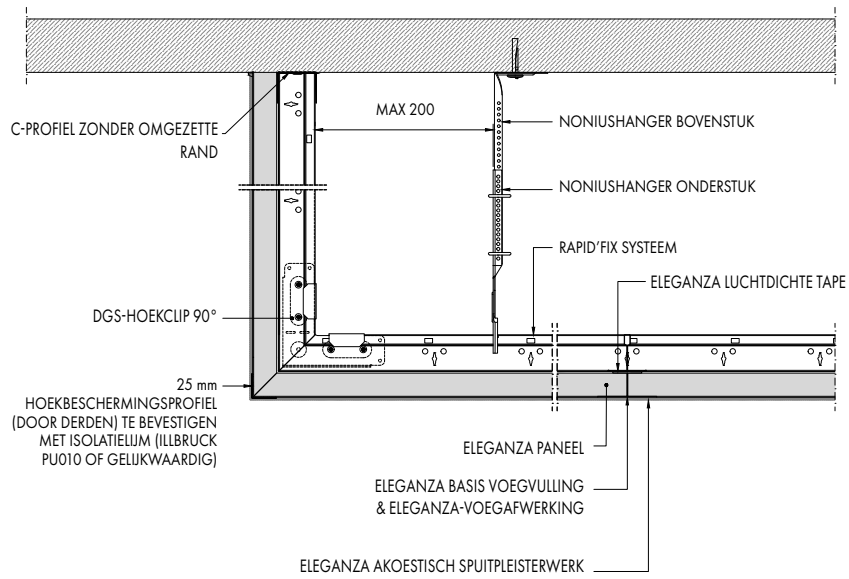 MAX 200
C-PROFIEL ZONDER OMGEZETTE
RAND
NONIUSHANGER BOVENSTUK
NONIUSHANGER ONDERSTUK
RAPID'FIX SYSTEEM
ELEGANZA LUCHTDICHTE TAPE
DGS-HOEKCLIP 90°
25 mm
HOEKBESCHERMINGSPROFIEL
(DOOR DERDEN) TE BEVESTIGEN
MET ISOLATIELIJM (ILLBRUCK
PU010 OF GELIJKWAARDIG)
ELEGANZA PANEEL
ELEGANZA BASIS VOEGVULLING
& ELEGANZA-VOEGAFWERKING
ELEGANZA AKOESTISCH SPUITPLEISTERWERK